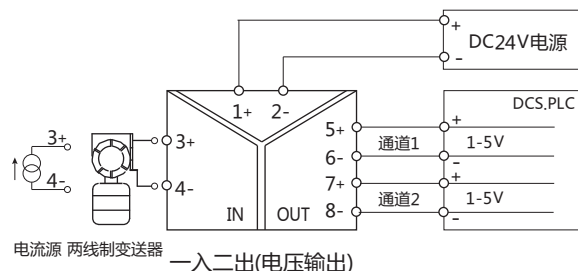 +
DC24V电源
-
DCS,PLC
1+ 2-
3+
4-
3+
4-
5+ 通道1 + 1-5V
6- -
7+ 通道2 + 1-5V
8- -
IN OUT
电流源 两线制变送器
一入二出(电压输出)